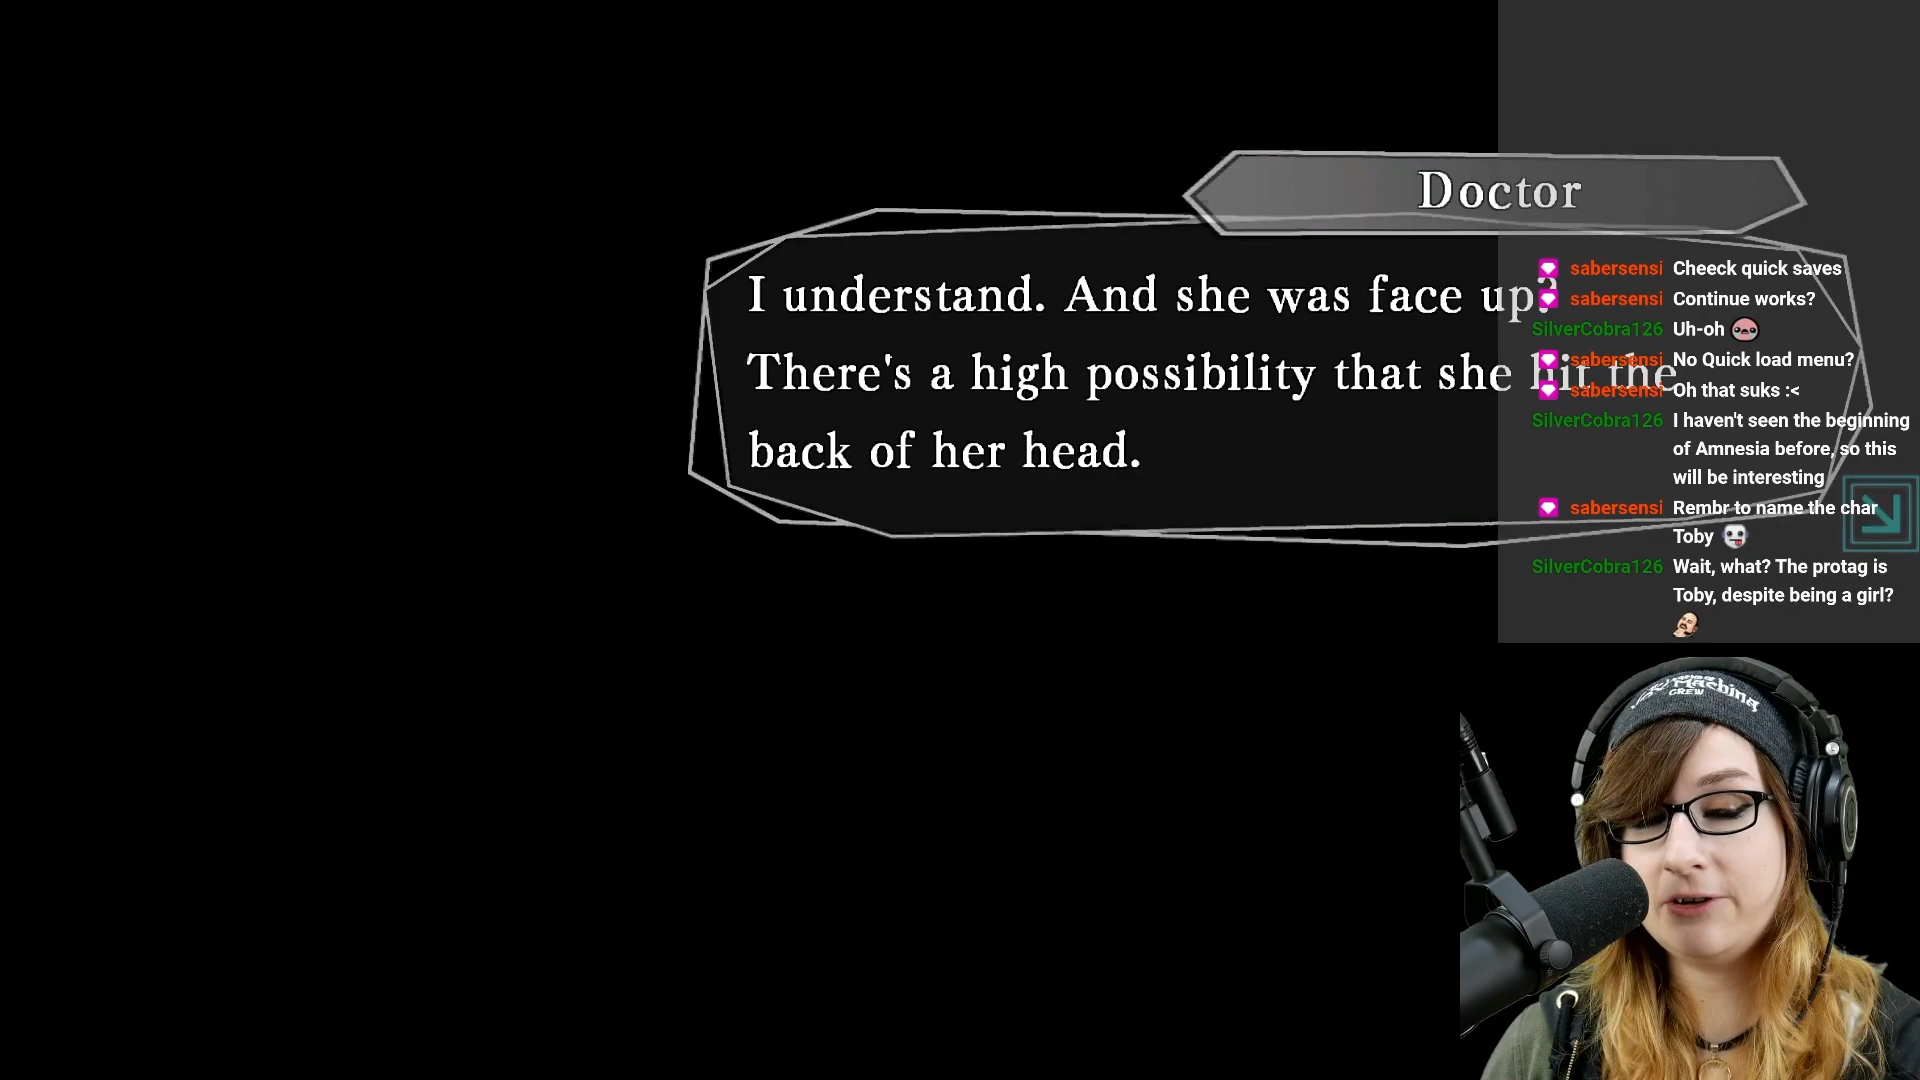 Doctor
I understand. And she was face up?
There's a high possibility that she hit the
back of her head.
sabersensi Cheeck quick saves
sabersensi Continue works?
SilverCobra126 Uh-oh
sabersensi No Quick load menu?
sabersensi Oh that suks :<
SilverCobra126 I haven't seen the beginning
of Amnesia before, so this
will be interesting
sabersensi Rembr to name the char
Toby
SilverCobra126 Wait, what? The protag is
Toby, despite being a girl?
Machina
CREW